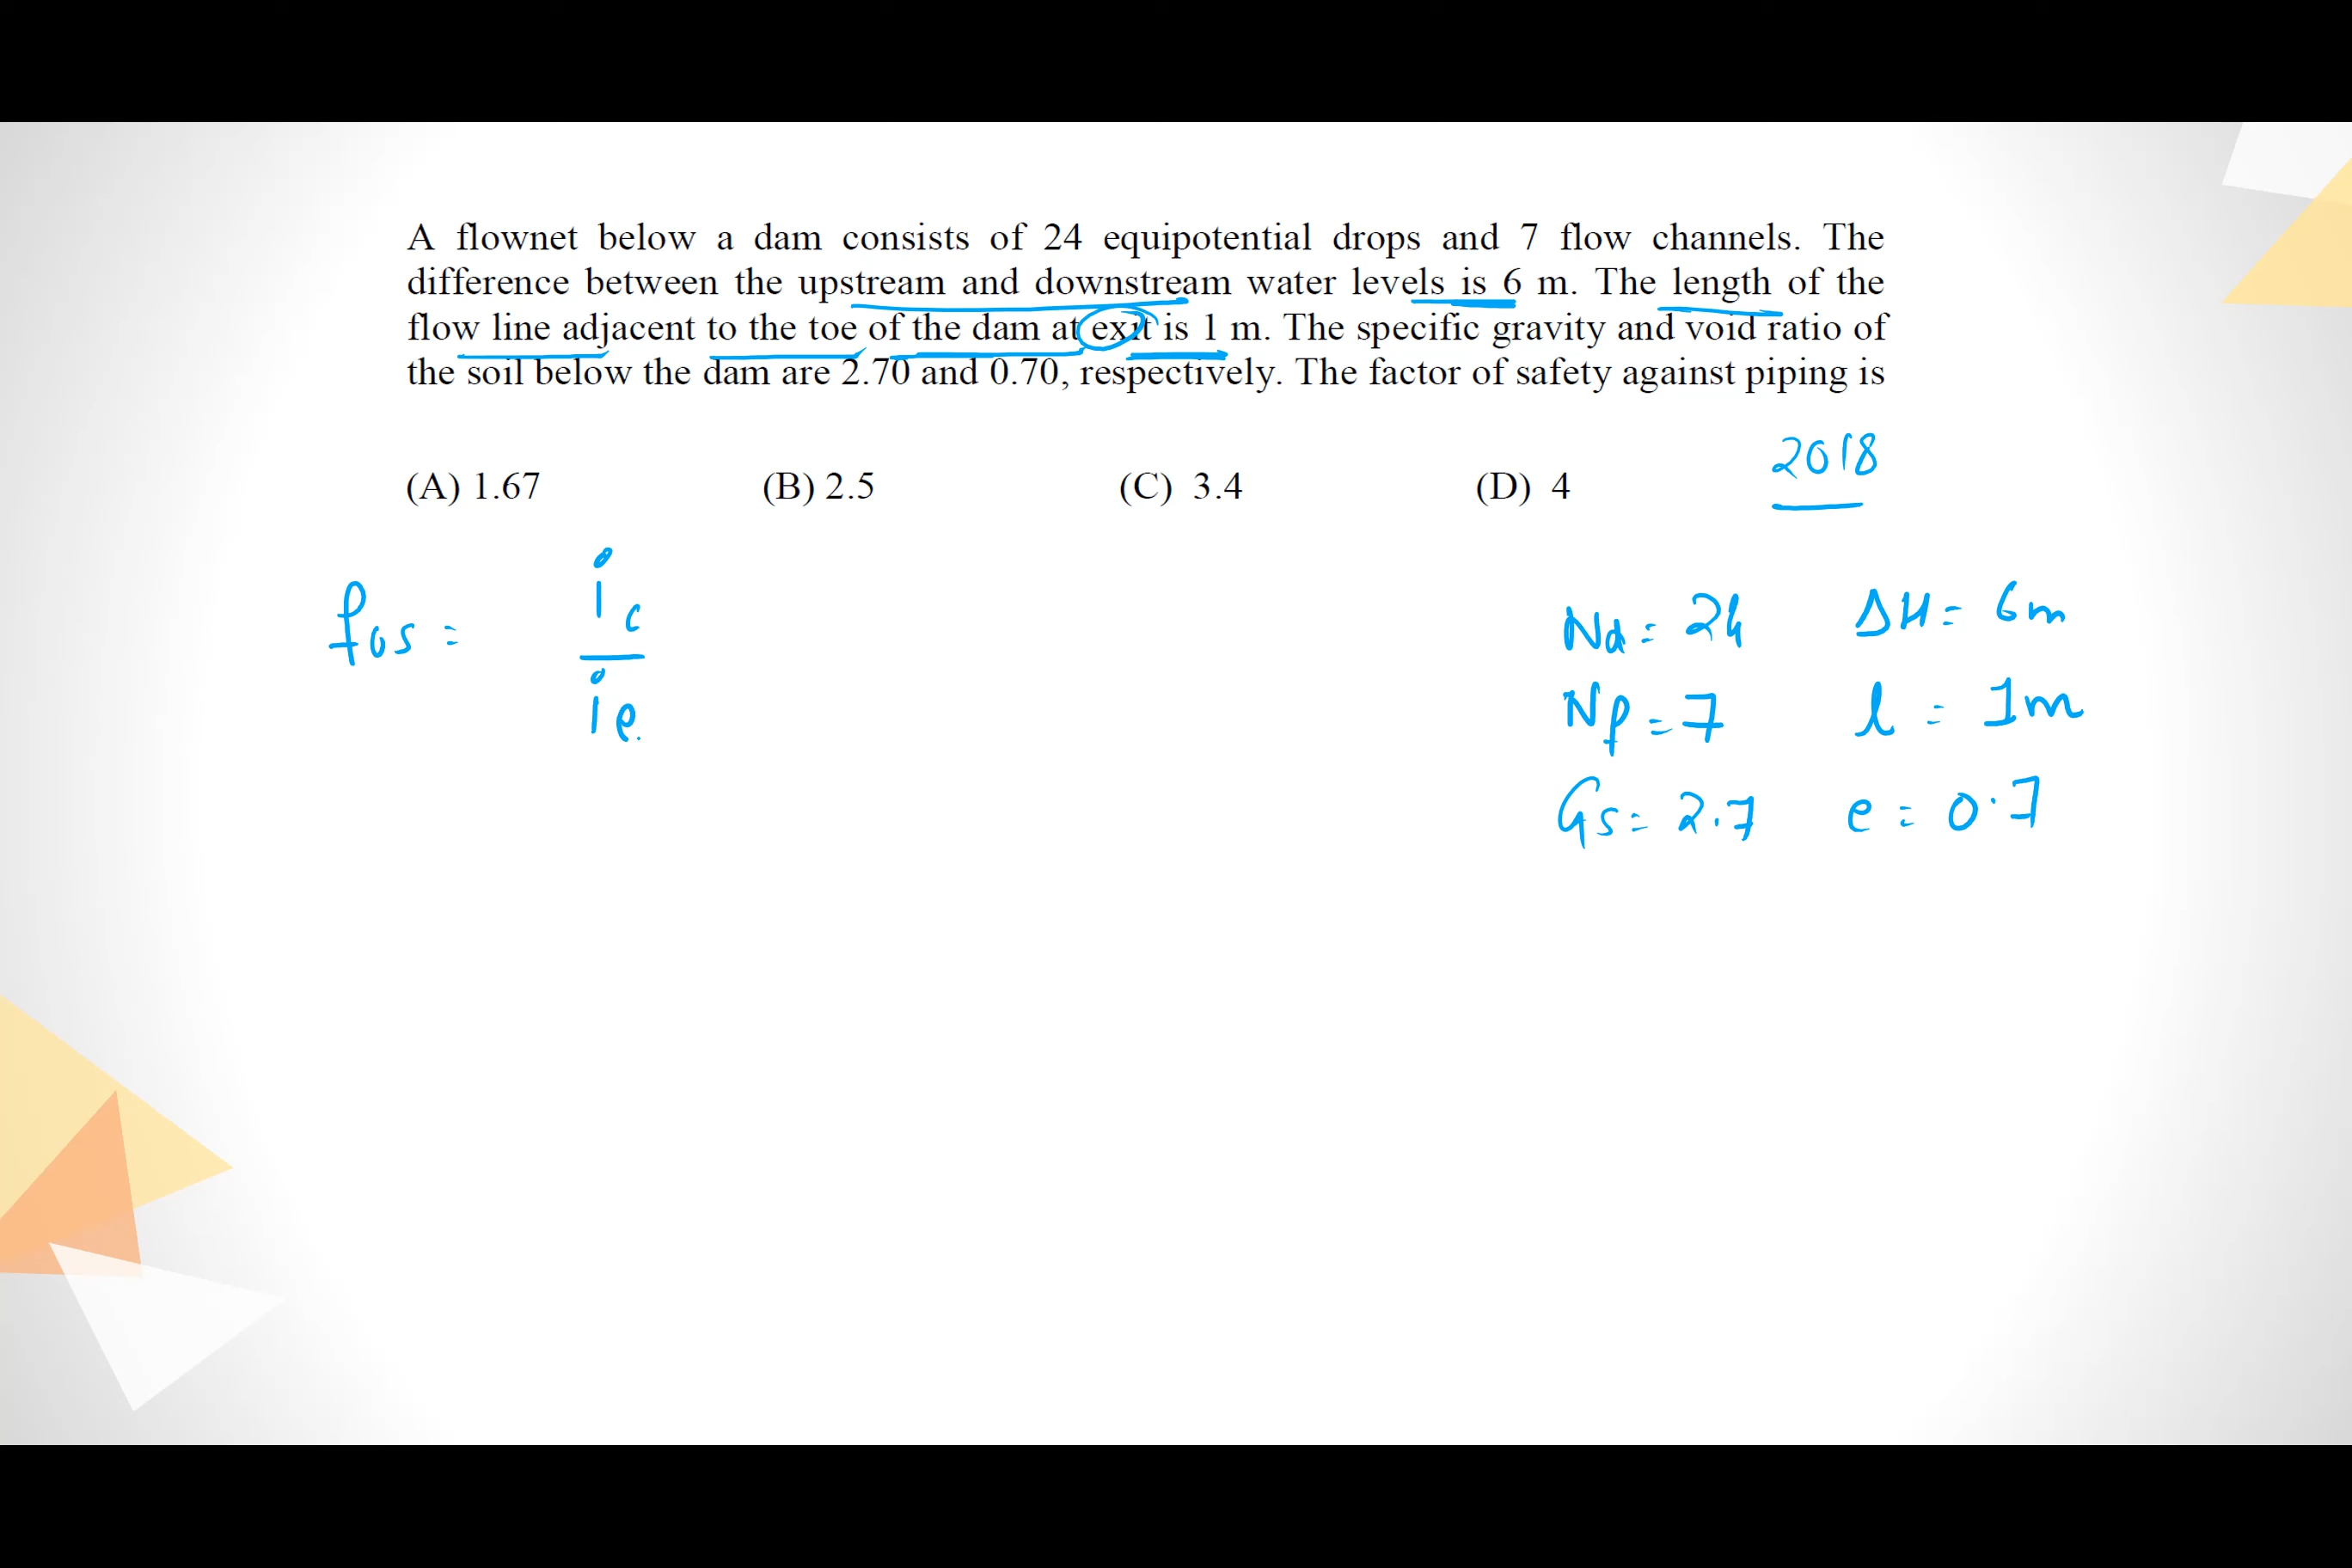 A flownet below a dam consists of 24 equipotential drops and 7 flow channels. The
difference between the upstream and downstream water levels is 6 m. The length of the
flow line adjacent to the toe of the dam at exit is 1 m. The specific gravity and void ratio of
the soil below the dam are 2.70 and 0.70, respectively. The factor of safety against piping is
(A) 1.67 (B) 2.5 (C) 3.4 (D) 4
2018
fos = ic / ie
Nd = 24 ΔH = 6m
Nf = 7 l = 1m
Gs = 2.7 e = 0.7